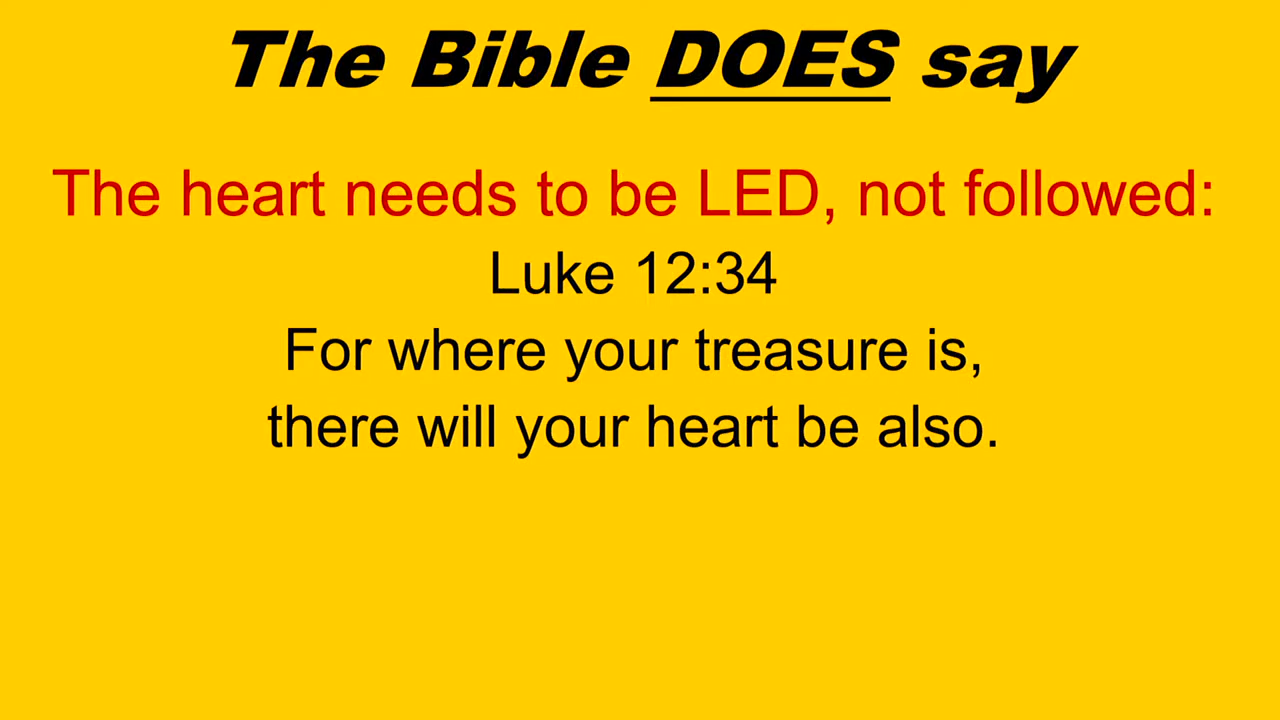 The Bible DOES say
The heart needs to be LED, not followed:
Luke 12:34
For where your treasure is,
there will your heart be also.